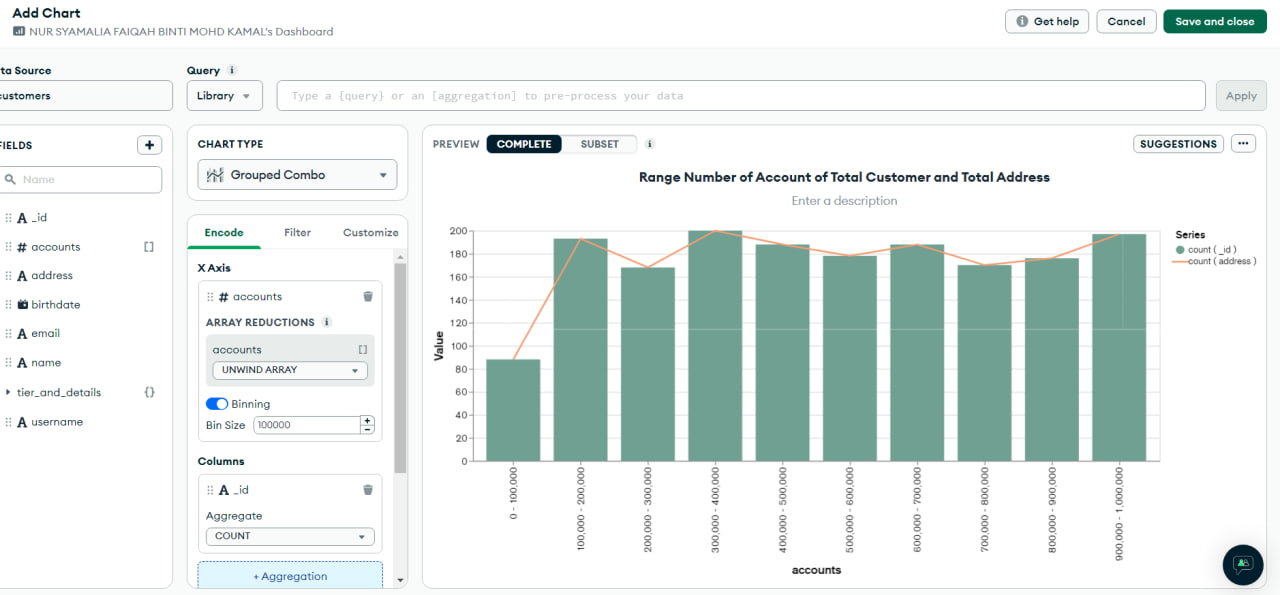 Add Chart
NUR SYAMALIA FAIQAH BINTI MOHD KAMAL's Dashboard
Get help
Cancel
Save and close
ta Source
customers
Query
Library
Type a {query} or an [aggregation] to pre-process your data
Apply
FIELDS
+
Name
A _id
# accounts []
A address
birthdate
A email
A name
tier_and_details {}
A username
CHART TYPE
Grouped Combo
Encode
Filter
Customize
X Axis
# accounts
ARRAY REDUCTIONS
accounts []
UNWIND ARRAY
Binning
Bin Size 100000
Columns
A _id
Aggregate
COUNT
+ Aggregation
PREVIEW
COMPLETE
SUBSET
SUGGESTIONS
...
Range Number of Account of Total Customer and Total Address
Enter a description
Value
200
180
160
140
120
100
80
60
40
20
0
0 - 100,000
100,000 - 200,000
200,000 - 300,000
300,000 - 400,000
400,000 - 500,000
500,000 - 600,000
600,000 - 700,000
700,000 - 800,000
800,000 - 900,000
900,000 - 1,000,000
accounts
Series
count ( _id )
count ( address )